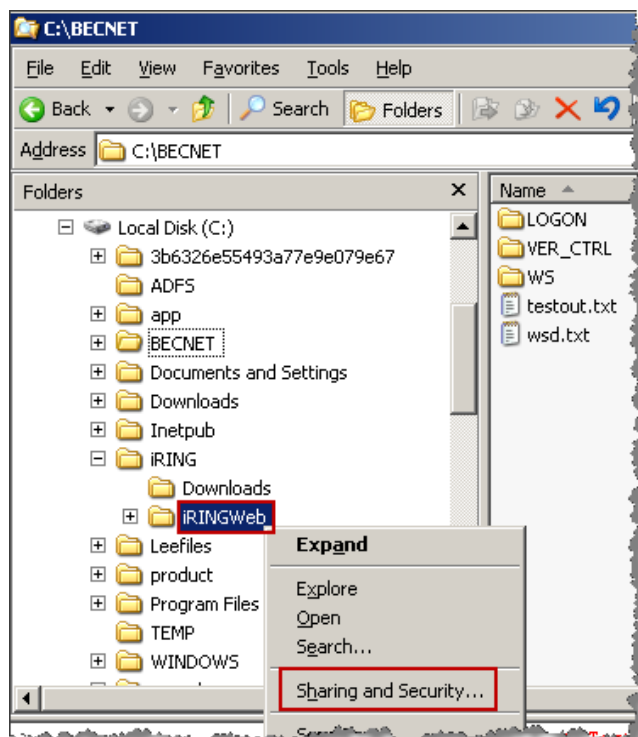 C:\BECNET
File Edit View Favorites Tools Help
Back Search Folders
Address C:\BECNET
Folders
Name
Local Disk (C:)
3b6326e55493a77e9e079e67
ADFS
app
BECNET
Documents and Settings
Downloads
Inetpub
iRING
Downloads
iRINGWeb
Leefiles
product
Program Files
TEMP
WINDOWS
LOGON
VER_CTRL
WS
testout.txt
wsd.txt
Expand
Explore
Open
Search...
Sharing and Security...